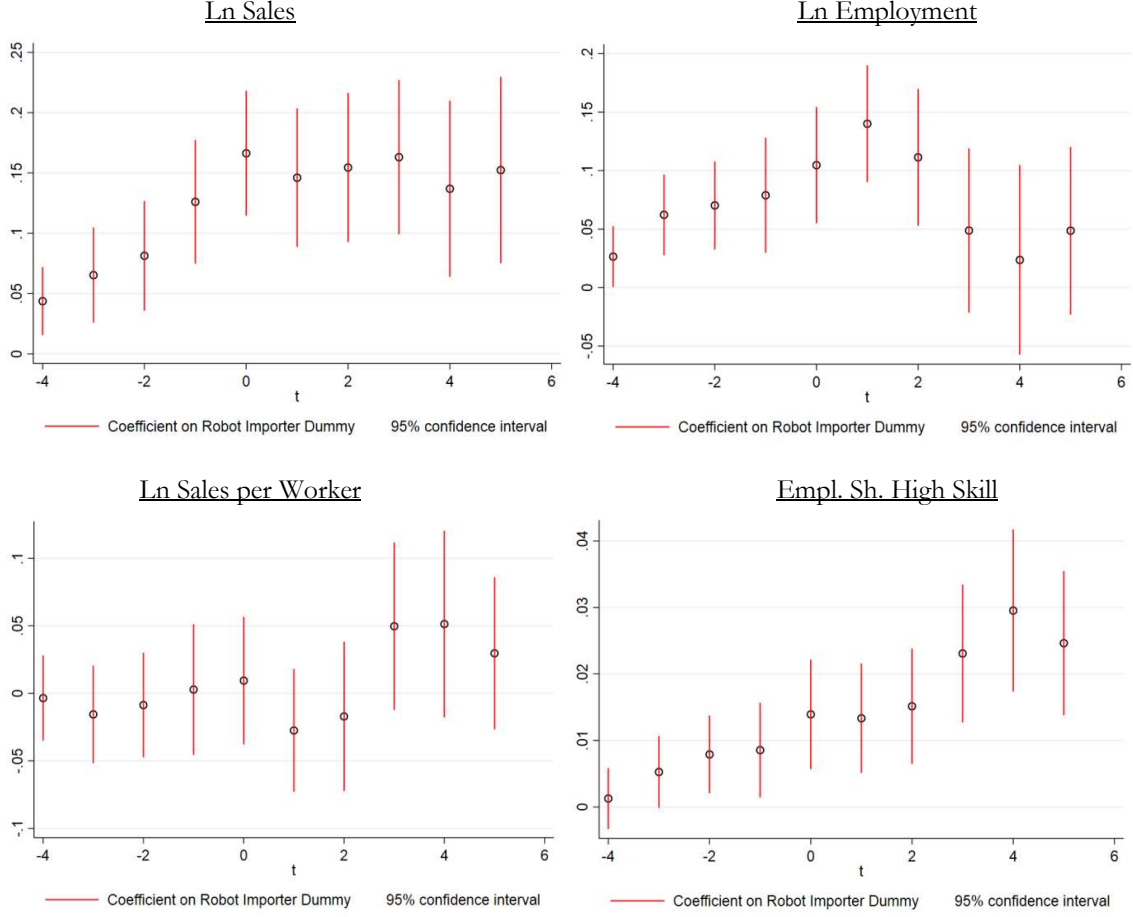 Ln Sales
.25
.2
.15
.1
.05
0
-4 -2 0 2 4 6
t
Coefficient on Robot Importer Dummy 95% confidence interval
Ln Employment
.2
.15
.1
.05
0
-.05
-4 -2 0 2 4 6
t
Coefficient on Robot Importer Dummy 95% confidence interval
Ln Sales per Worker
.1
.05
0
-.05
-.1
-4 -2 0 2 4 6
t
Coefficient on Robot Importer Dummy 95% confidence interval
Empl. Sh. High Skill
.04
.03
.02
.01
0
-4 -2 0 2 4 6
t
Coefficient on Robot Importer Dummy 95% confidence interval